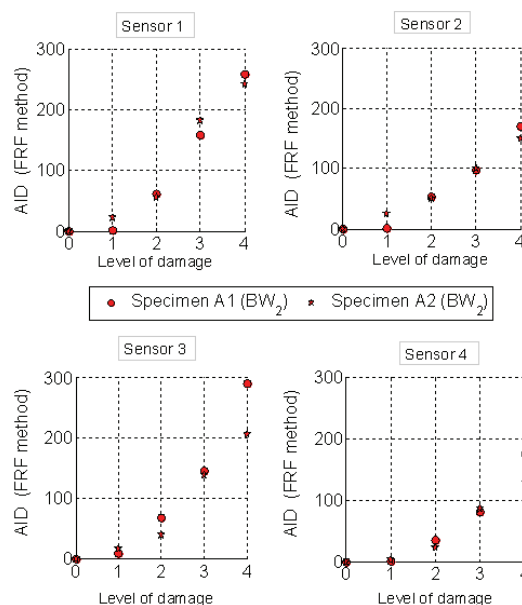 Sensor 1
Sensor 2
300
200
100
0
AID (FRF method)
0 1 2 3 4
Level of damage
300
200
100
0
AID (FRF method)
0 1 2 3 4
Level of damage
Specimen A1 (BW₂) Specimen A2 (BW₂)
Sensor 3
Sensor 4
300
200
100
0
AID (FRF method)
0 1 2 3 4
Level of damage
300
200
100
0
AID (FRF method)
0 1 2 3 4
Level of damage